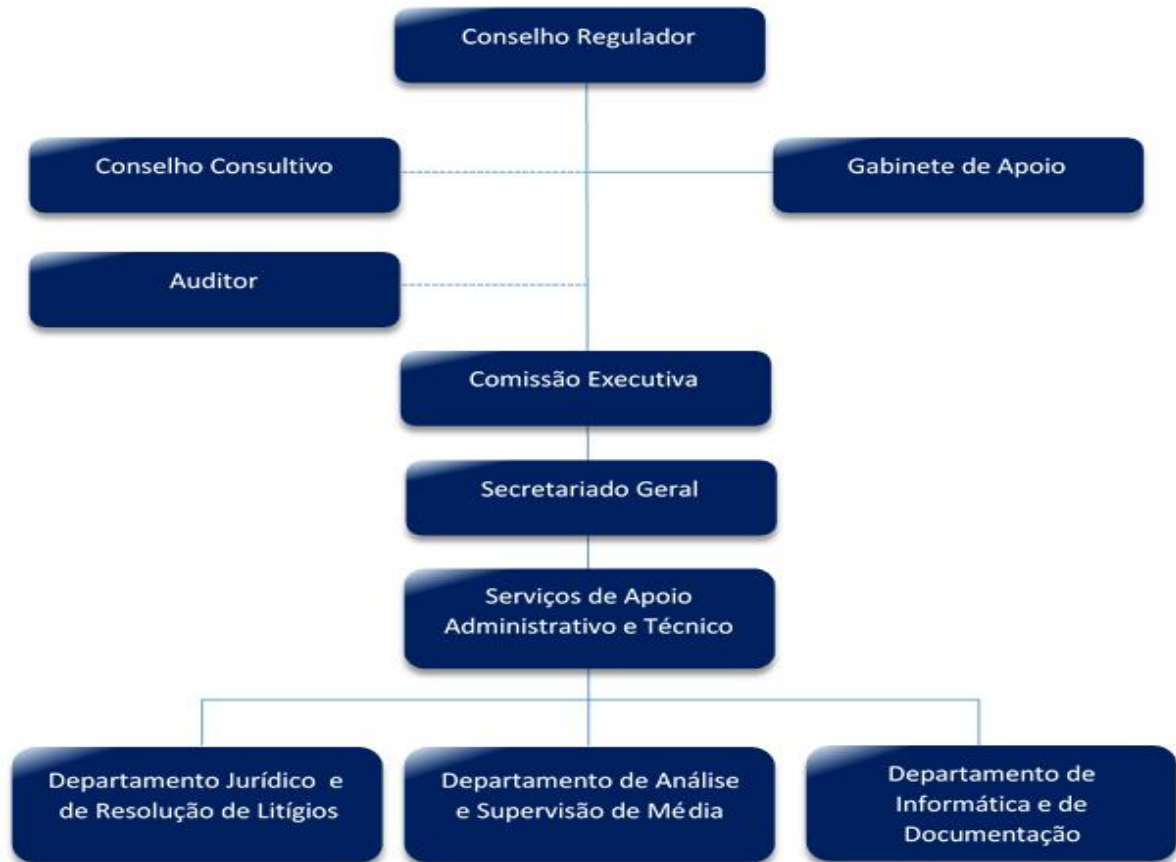 Conselho Regulador
Conselho Consultivo
Gabinete de Apoio
Auditor
Comissão Executiva
Secretariado Geral
Serviços de Apoio
Administrativo e Técnico
Departamento Jurídico e
de Resolução de Litígios
Departamento de Análise
e Supervisão de Média
Departamento de
Informática e de
Documentação